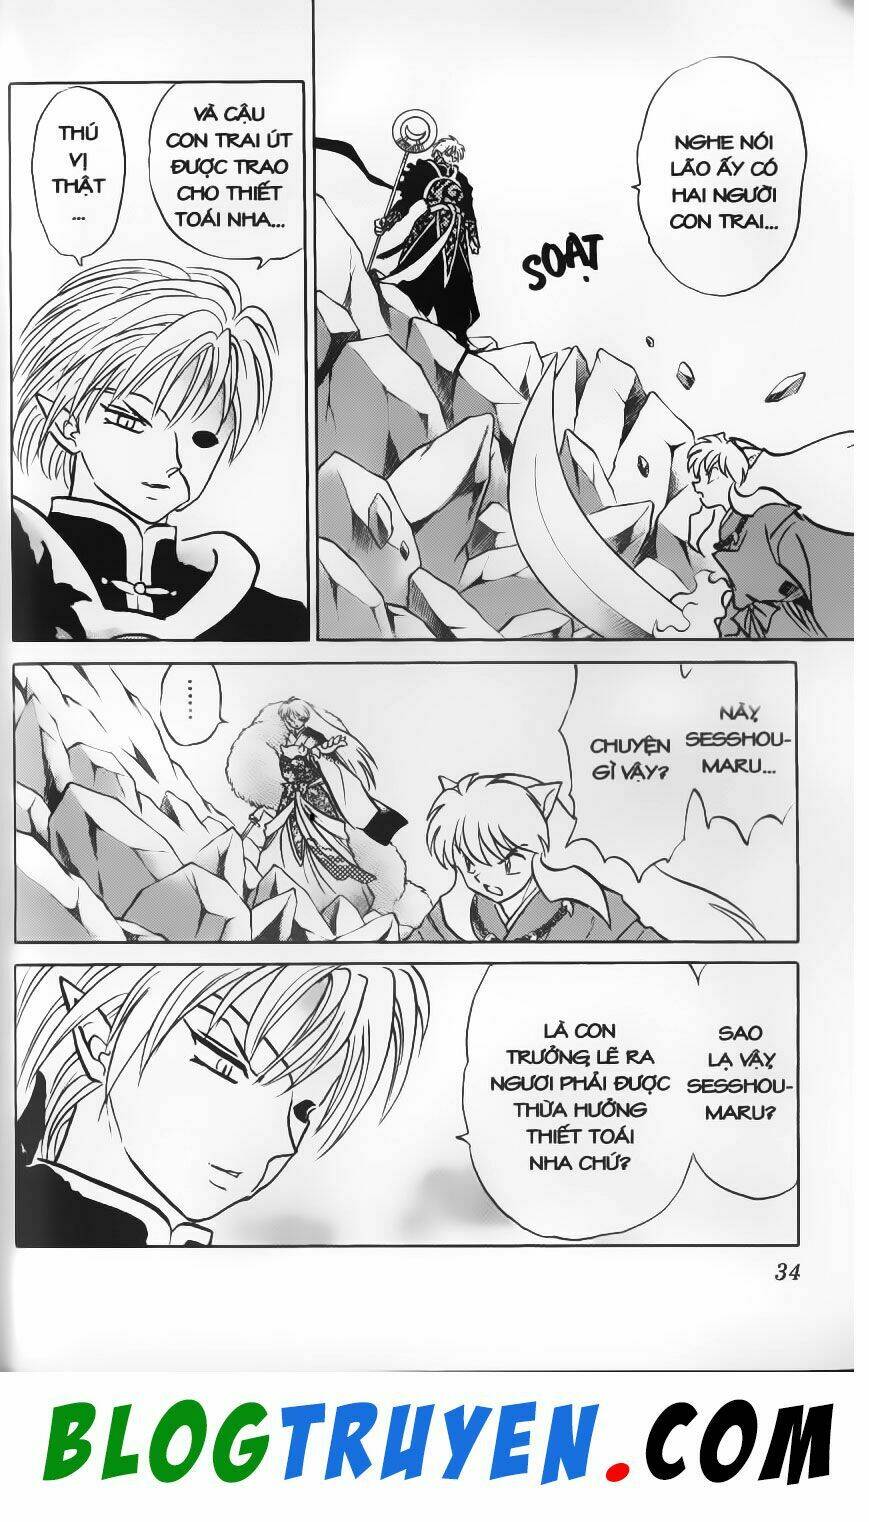 NGHE NÓI
LÃO ẤY CÓ
HAI NGƯỜI
CON TRAI...
SOẠT
VÀ CẬU
CON TRAI ÚT
ĐƯỢC TRAO
CHO THIẾT
TOÁI NHA...
THÚ
VỊ
THẬT
...
NÀY,
SESSHOU-
MARU...
CHUYỆN
GÌ VẬY?
......
SAO
LẠ VẬY,
SESSHOU-
MARU?
LÀ CON
TRƯỞNG, LẼ RA
NGƯƠI PHẢI ĐƯỢC
THỪA HƯỞNG
THIẾT TOÁI
NHA CHỨ?
34
BLOGTRUYEN.COM